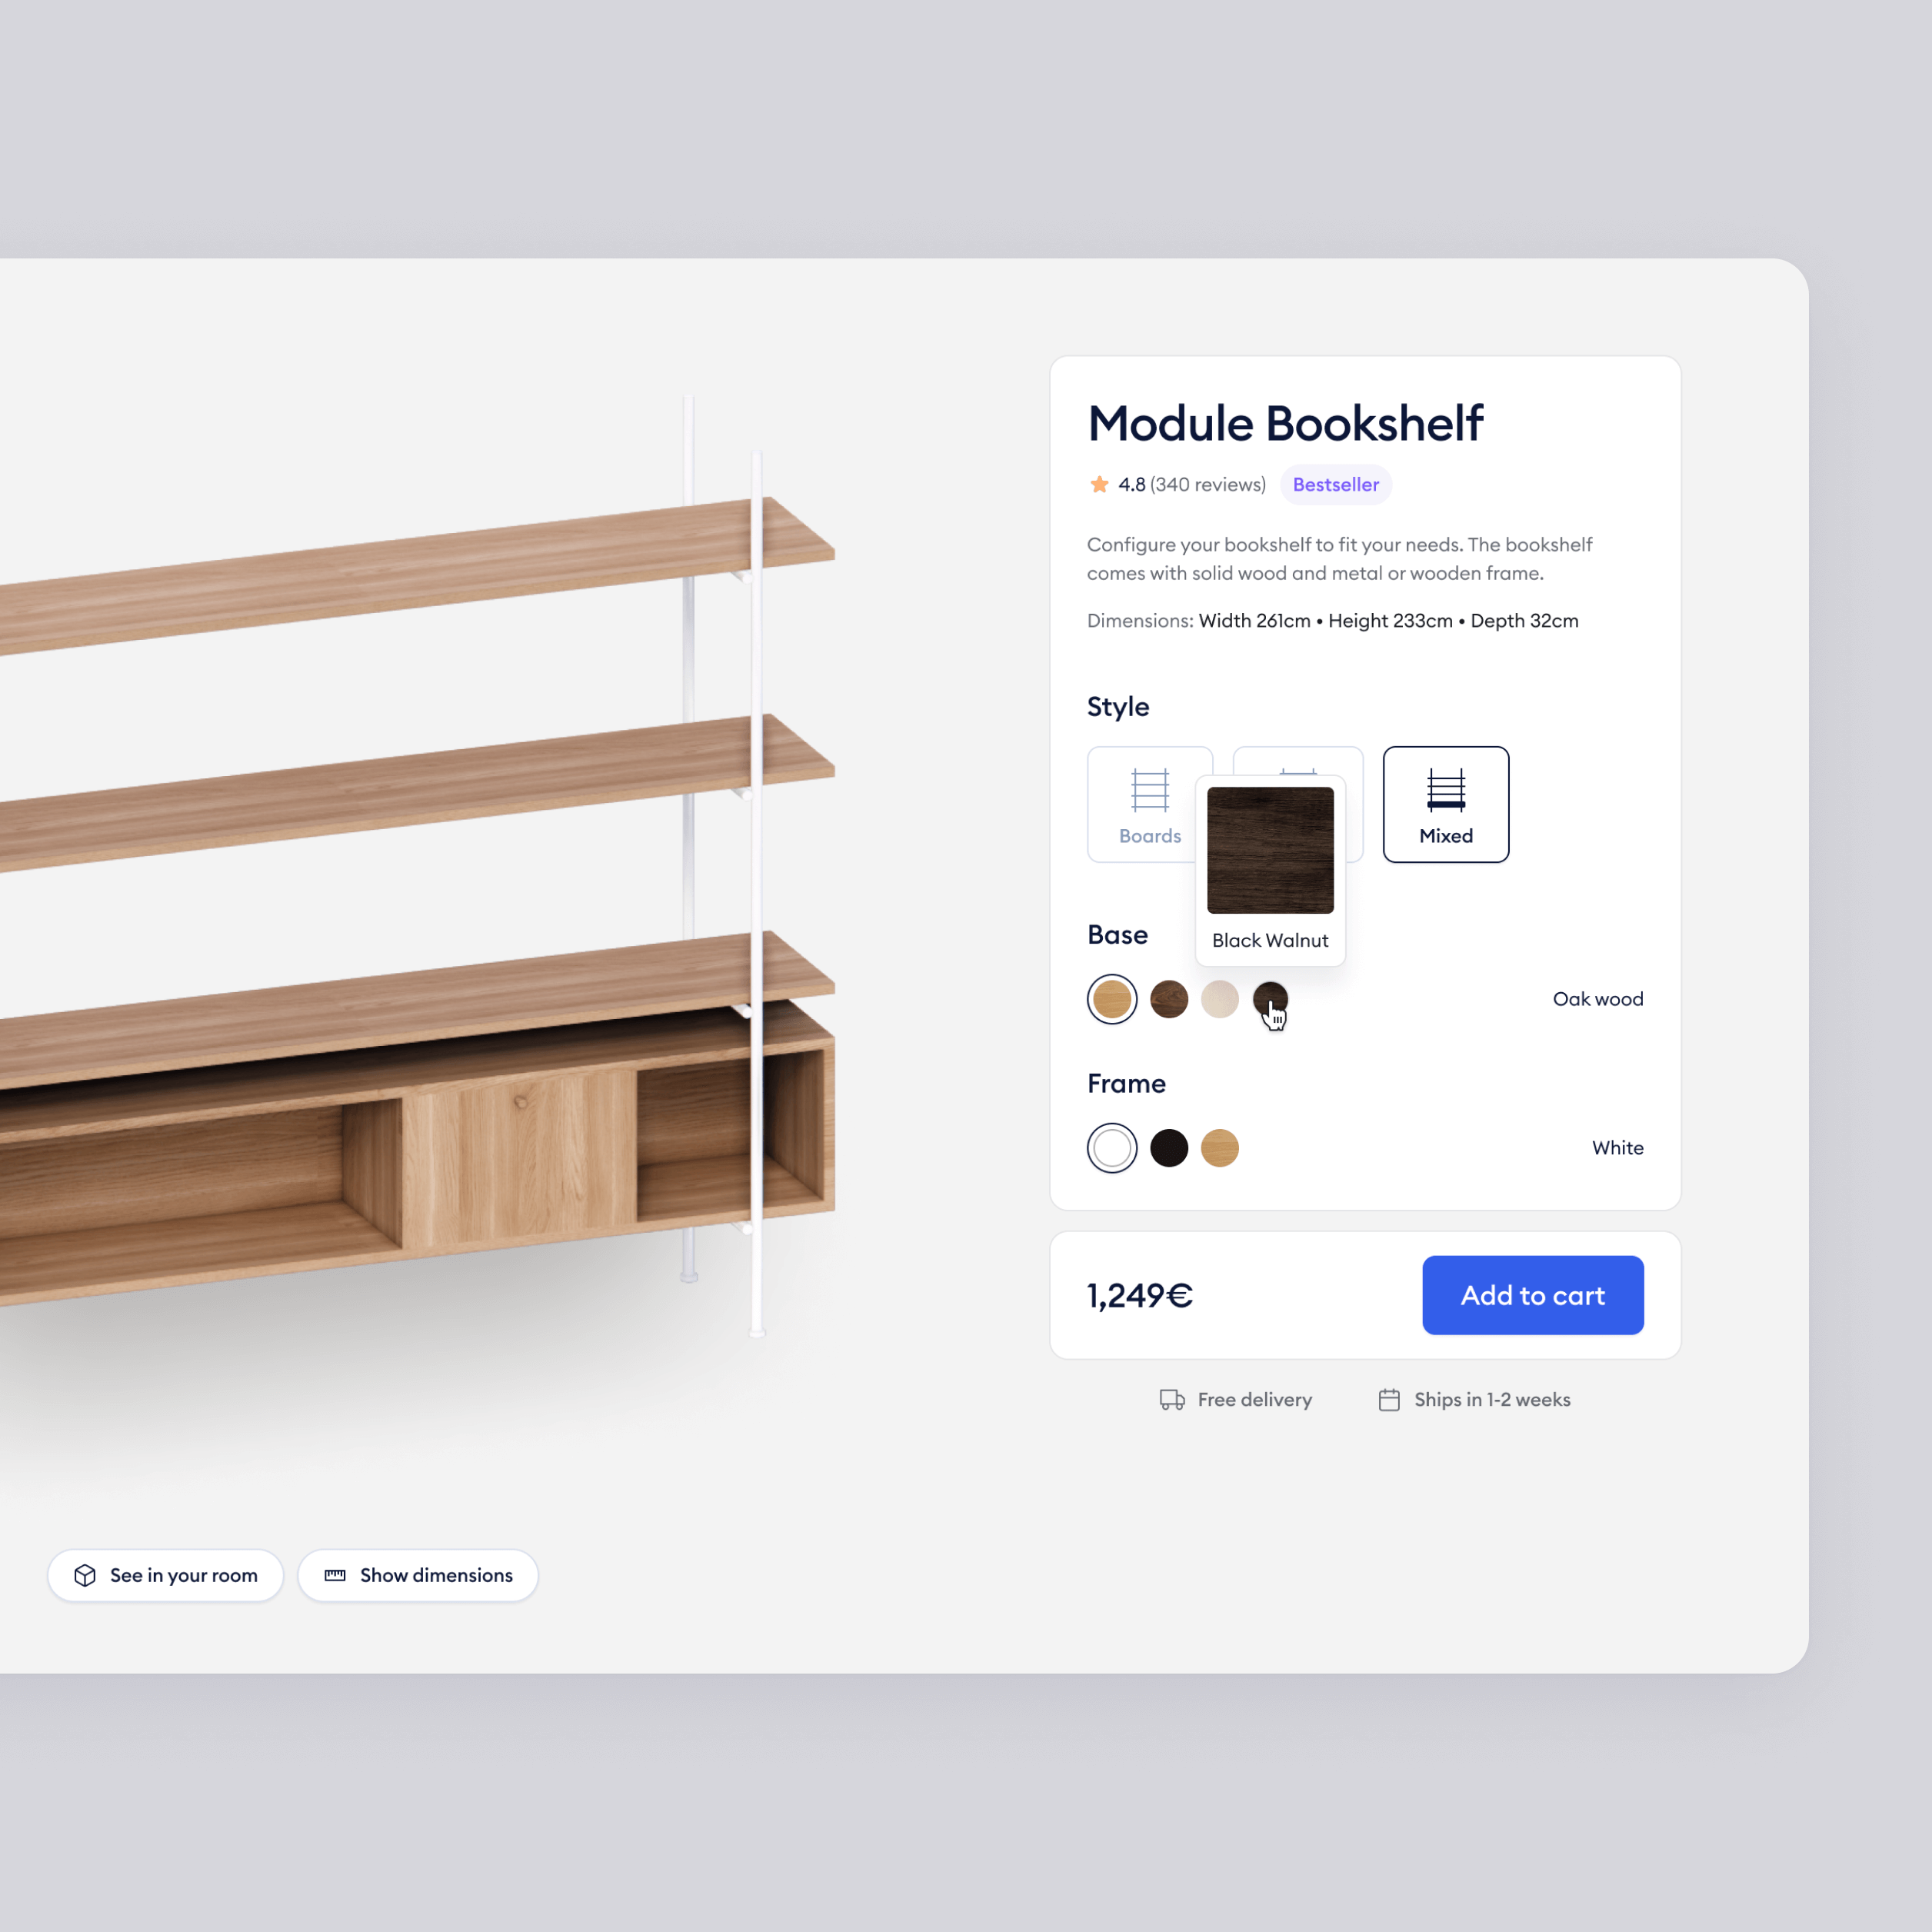 Module Bookshelf
4.8 (340 reviews) Bestseller
Configure your bookshelf to fit your needs. The bookshelf
comes with solid wood and metal or wooden frame.
Dimensions: Width 261cm • Height 233cm • Depth 32cm
Style
Boards
Mixed
Black Walnut
Base
Oak wood
Frame
White
1,249€
Add to cart
Free delivery
Ships in 1-2 weeks
See in your room
Show dimensions